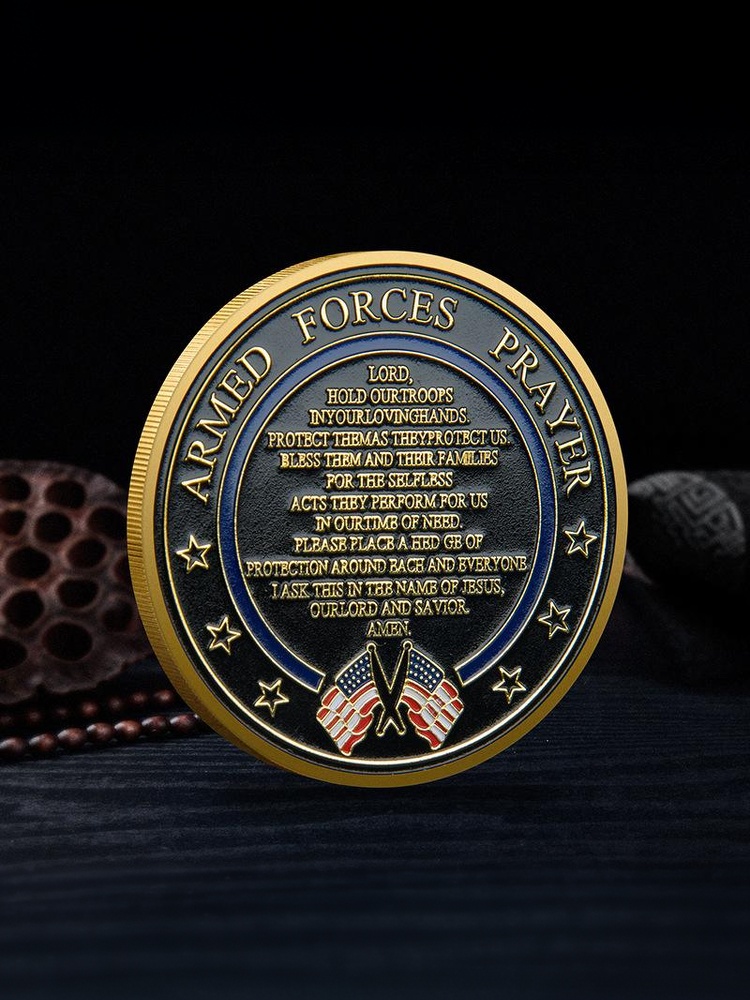 ARMED FORCES PRAYER
LORD,
HOLD OURTROOPS
INYOURLOVINGHANDS.
PROTECT THEMAS THEYPROTECT US.
BLESS THEM AND THEIR FAMILIES
FOR THE SELFLESS
ACTS THEY PERFORM FOR US
IN OURTIME OF NEED.
PLEASE PLACE A HED GE OF
PROTECTION AROUND EACH AND EVERYONE
I ASK THIS IN THE NAME OF JESUS,
OURLORD AND SAVIOR.
AMEN.